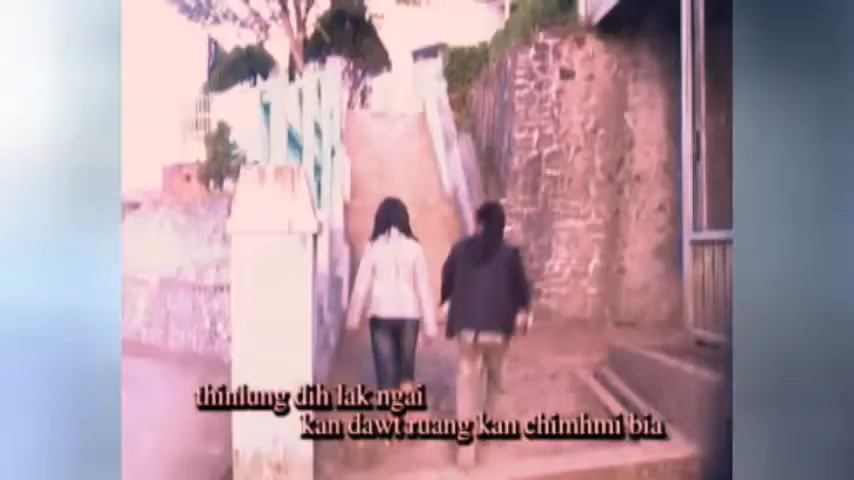 thinlung dih lak ngai
kan dawt ruang kan chimhmi bia